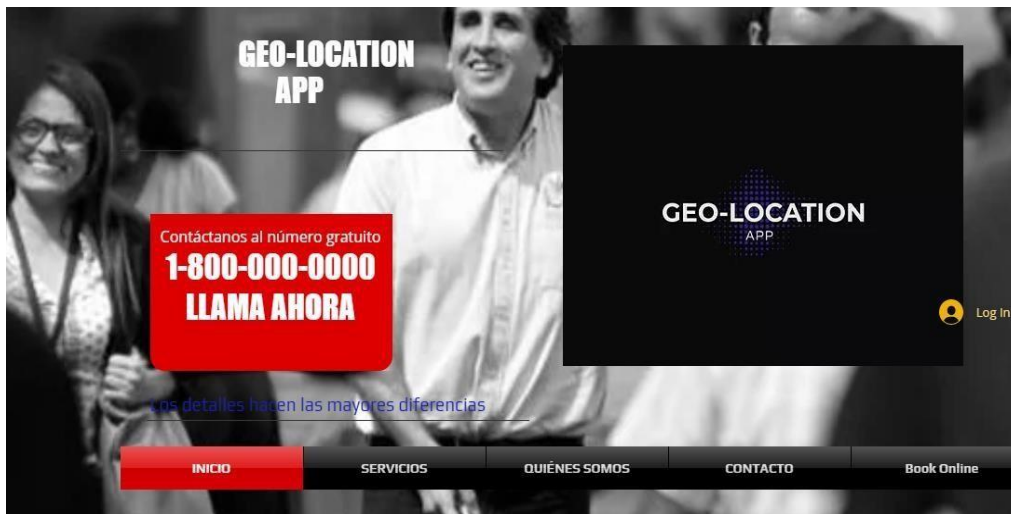 GEO-LOCATION
APP
GEO-LOCATION
APP
Contáctanos al número gratuito
1-800-000-0000
LLAMA AHORA
Log In
Los detalles hacen las mayores diferencias
INICIO
SERVICIOS
QUIÉNES SOMOS
CONTACTO
Book Online